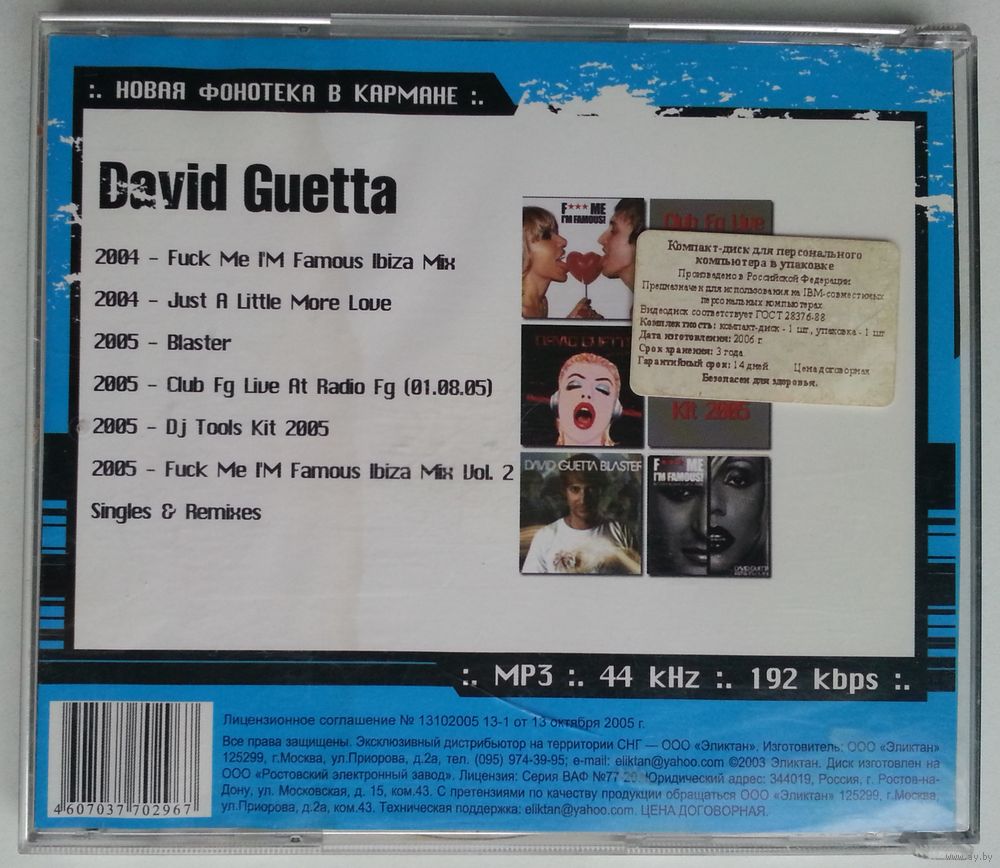 :. НОВАЯ ФОНОТЕКА В КАРМАНЕ :.
David Guetta
2004 - Fuck Me I'M Famous Ibiza Mix
2004 - Just A Little More Love
2005 - Blaster
2005 - Club Fg Live At Radio Fg (01.08.05)
2005 - Dj Tools Kit 2005
2005 - Fuck Me I'M Famous Ibiza Mix Vol. 2
Singles & Remixes
F***ME
I'M FAMOUS!
Club Fg Live
Компакт-диск для персонального
компьютера в упаковке
Произведено в Российской Федерации
Предназначен для использования на IBM-совместимых
персональных компьютерах
Видеодиск соответствует ГОСТ 28376-88
Комплектность: компакт-диск - 1 шт., упаковка - 1 шт
Дата изготовления: 2006 г.
Срок хранения: 3 года
Гарантийный срок: 14 дней Цена договорная
Безопасен для здоровья.
DAVID GUETTA
Kit 2005
DAVID GUETTA BLASTER
F***ME
I'M FAMOUS!
DAVID GUETTA
:. MP3 :. 44 kHz :. 192 kbps :.
Лицензионное соглашение № 13102005 13-1 от 13 октября 2005 г.
Все права защищены. Эксклюзивный дистрибьютор на территории СНГ — ООО «Эликтан». Изготовитель: ООО «Эликтан»
125299, г.Москва, ул.Приорова, д.2а, тел. (095) 974-39-95; e-mail: eliktan@yahoo.com ©2003 Эликтан. Диск изготовлен на
ООО «Ростовский электронный завод». Лицензия: Серия ВАФ №77-29. Юридический адрес: 344019, Россия, г. Ростов-на-
Дону, ул. Московская, д. 15, ком.43. С претензиями по качеству продукции обращаться ООО «Эликтан» 125299, г.Москва,
ул.Приорова, д.2а, ком.43. Техническая поддержка: eliktan@yahoo.com. ЦЕНА ДОГОВОРНАЯ.
4607037702967
www.ay.by